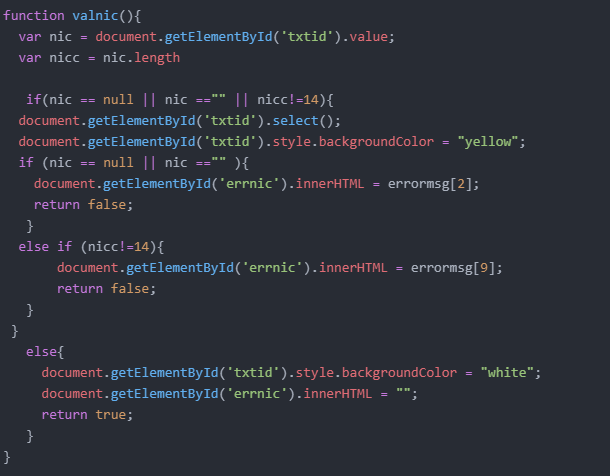 function valnic(){
  var nic = document.getElementById('txtid').value;
  var nicc = nic.length

   if(nic == null || nic =="" || nicc!=14){
  document.getElementById('txtid').select();
  document.getElementById('txtid').style.backgroundColor = "yellow";
  if (nic == null || nic =="" ){
    document.getElementById('errnic').innerHTML = errormsg[2];
    return false;
   }
  else if (nicc!=14){
       document.getElementById('errnic').innerHTML = errormsg[9];
       return false;
   }
 }
   else{
     document.getElementById('txtid').style.backgroundColor = "white";
     document.getElementById('errnic').innerHTML = "";
     return true;
   }
}